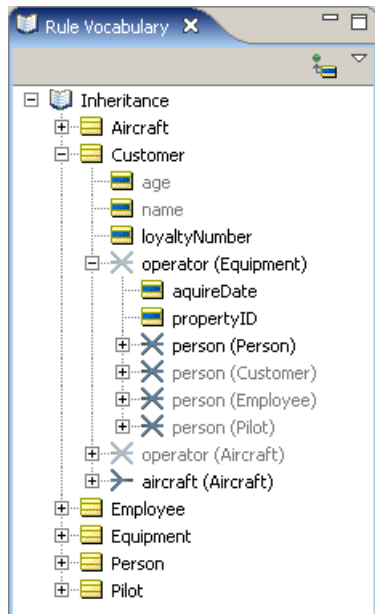 Rule Vocabulary
Inheritance
Aircraft
Customer
age
name
loyaltyNumber
operator (Equipment)
aquireDate
propertyID
person (Person)
person (Customer)
person (Employee)
person (Pilot)
operator (Aircraft)
aircraft (Aircraft)
Employee
Equipment
Person
Pilot